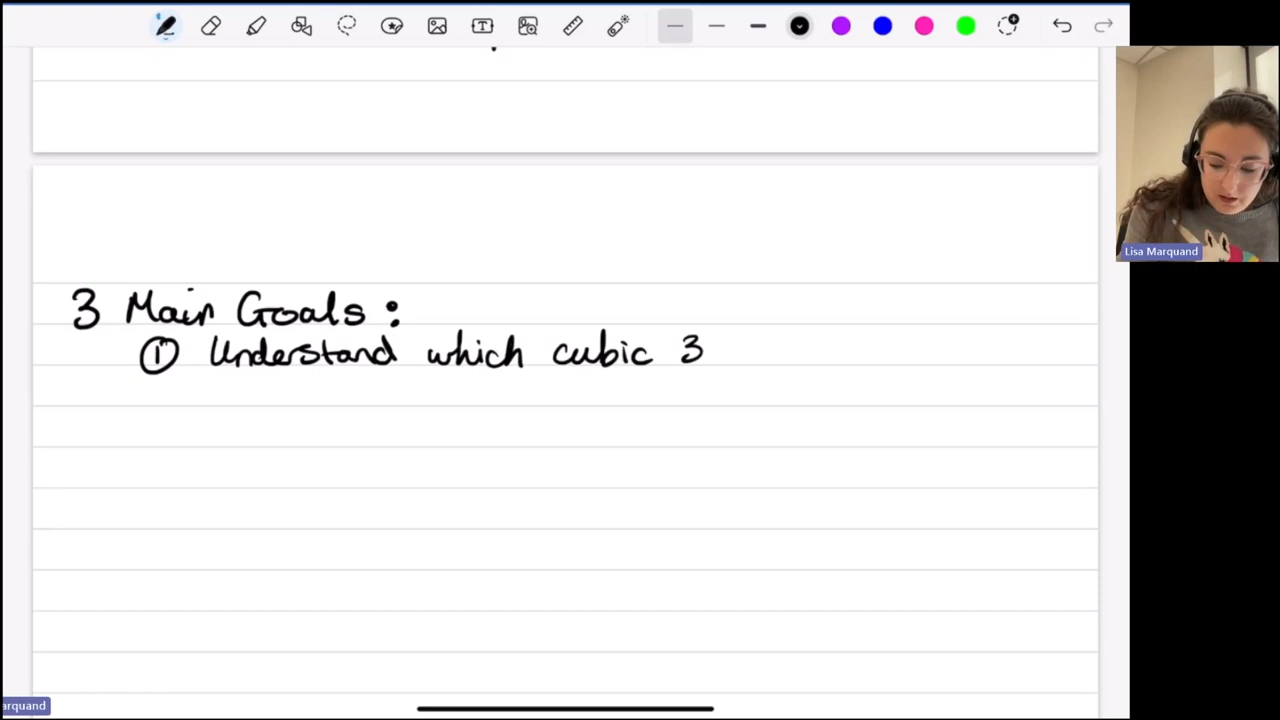 3 Main Goals :
① Understand which cubic 3
Lisa Marquand
arquand